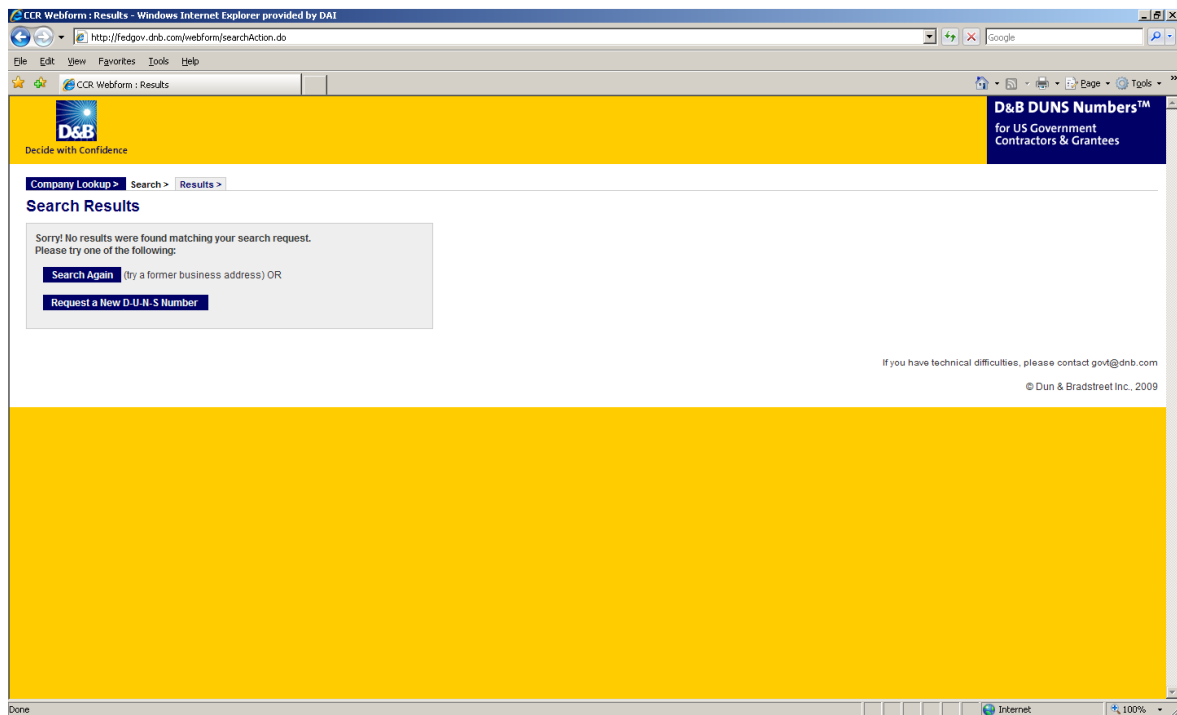 CCR Webform : Results - Windows Internet Explorer provided by DAI
http://fedgov.dnb.com/webform/searchAction.do
Google
File Edit View Favorites Tools Help
CCR Webform : Results
Page Tools
D&B
Decide with Confidence
D&B DUNS Numbers™
for US Government
Contractors & Grantees
Company Lookup > Search > Results >
Search Results
Sorry! No results were found matching your search request.
Please try one of the following:
Search Again (try a former business address) OR
Request a New D-U-N-S Number
If you have technical difficulties, please contact govt@dnb.com
© Dun & Bradstreet Inc., 2009
Done
Internet
100%